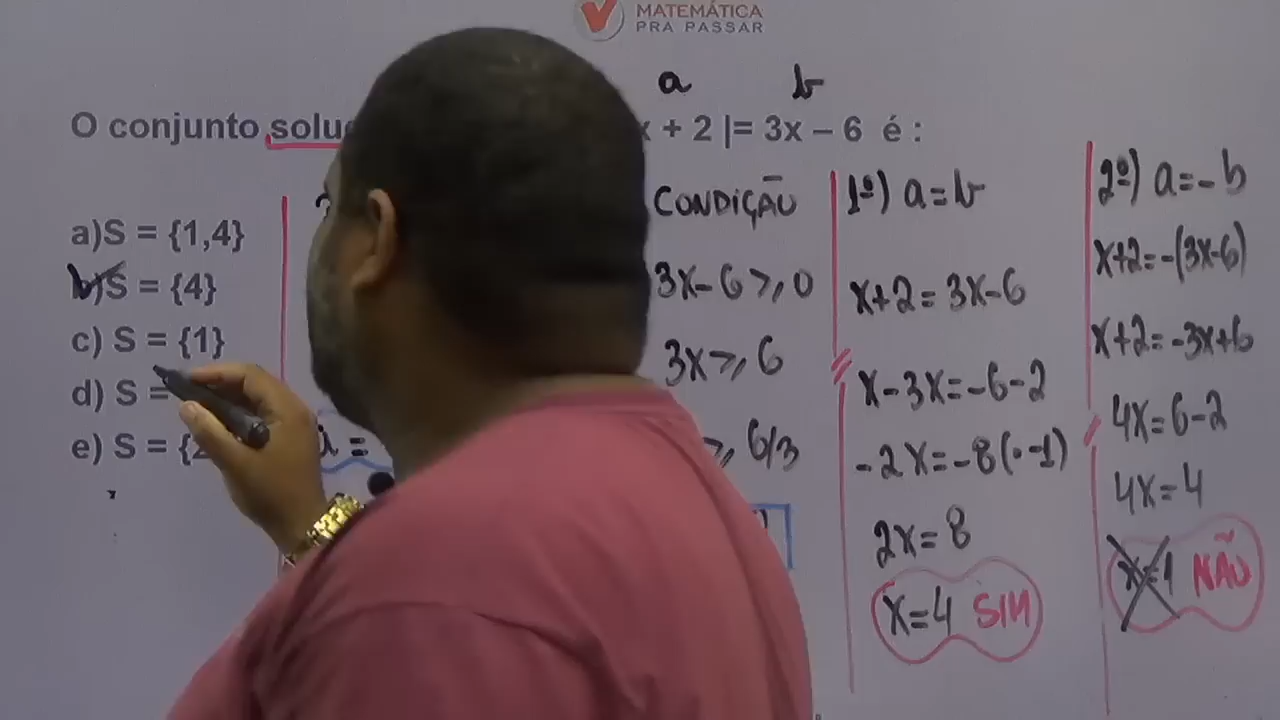 MATEMÁTICA
PRA PASSAR
a b
O conjunto + 2 |= 3x – 6 é :
a)S = {1,4}
b)S = {4}
c) S = {1}
d) S =
e) S =
CONDIÇÃO
3x-6 ⩾ 0
3x ⩾ 6
⩾ 6/3
1º) a=b
x+2=3x-6
x-3x=-6-2
-2x=-8(·-1)
2x=8
x=4 SIM
2º) a=-b
x+2=-(3x-6)
x+2=-3x+6
4x=6-2
4x=4
x=1 NÃO